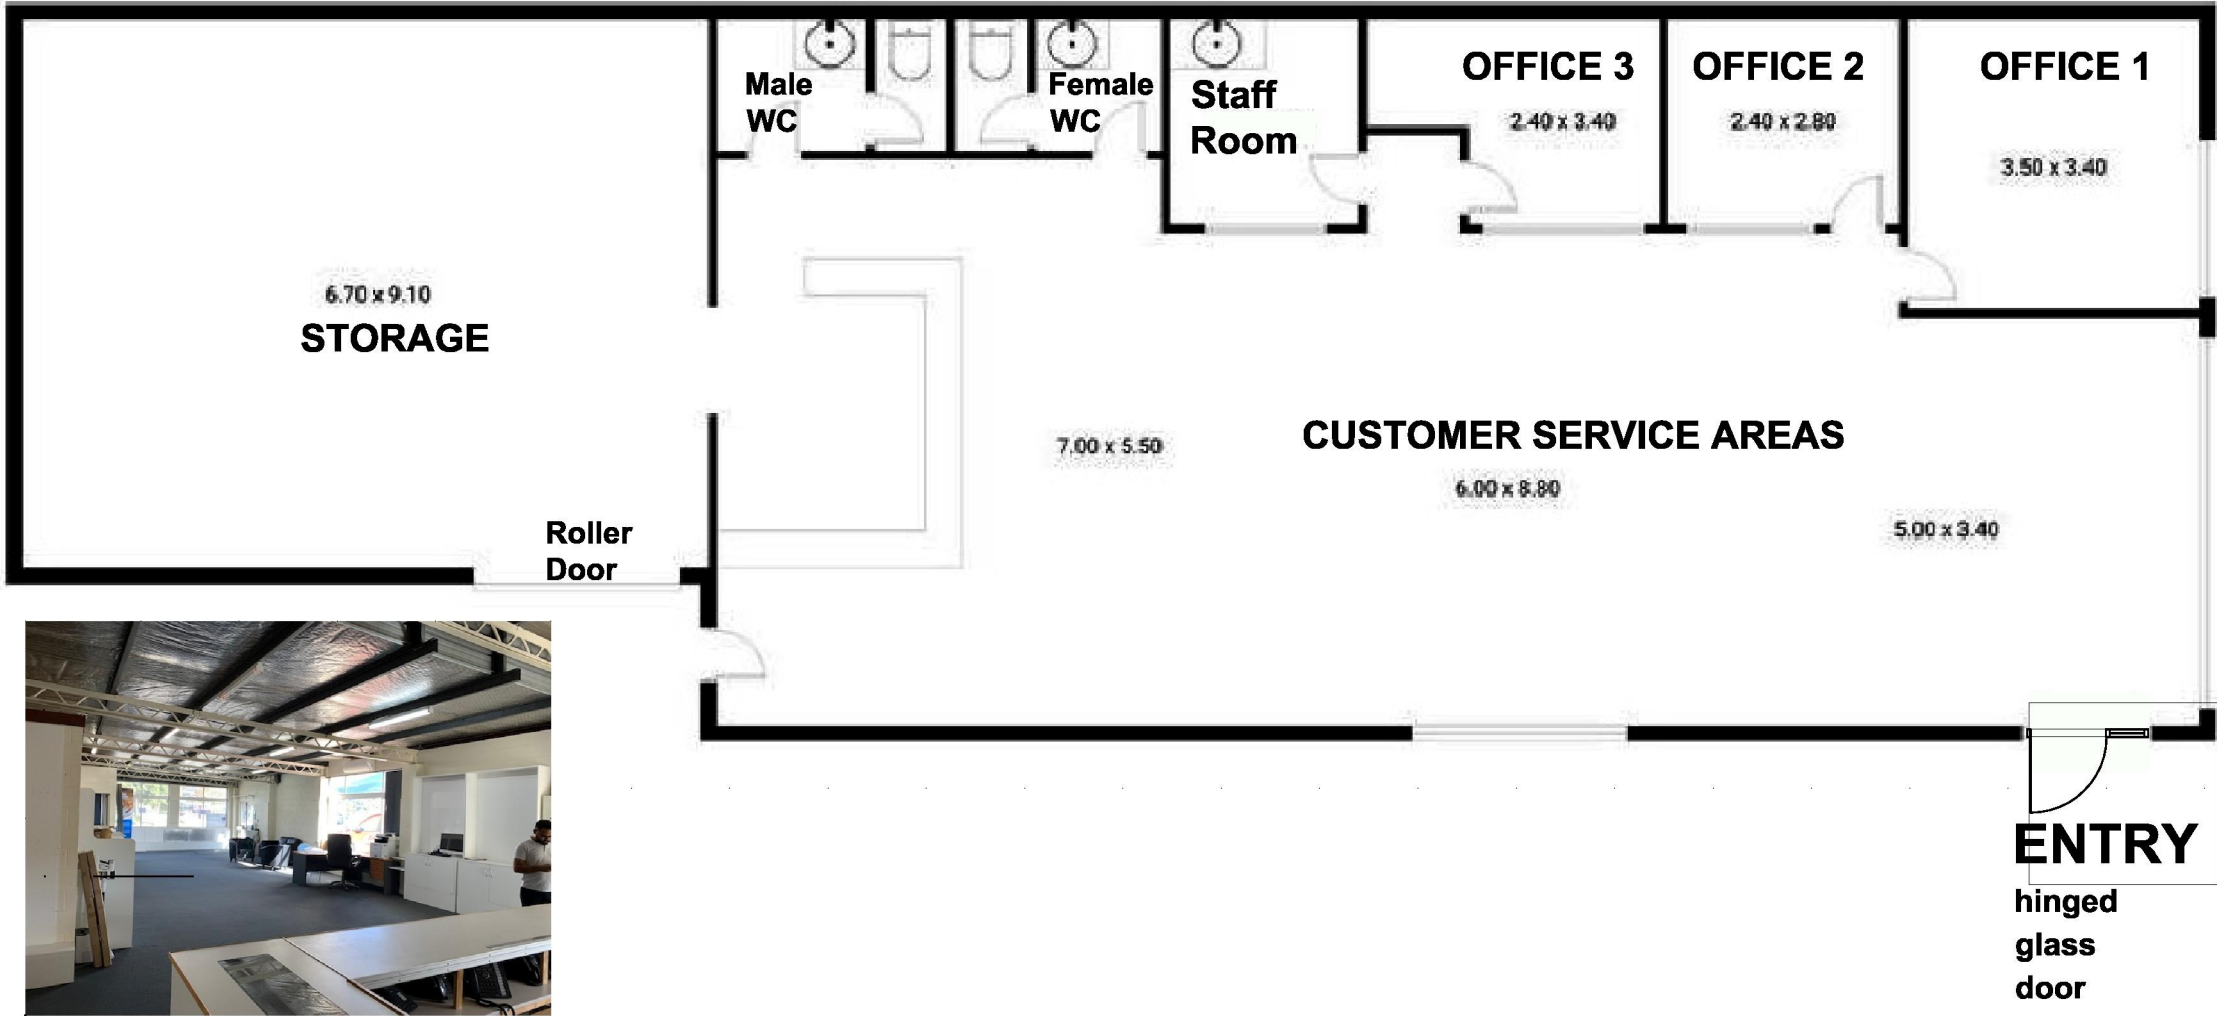 Male
WC
Female
WC
Staff
Room
OFFICE 3
2.40 x 3.40
OFFICE 2
2.40 x 2.80
OFFICE 1
3.50 x 3.40
6.70 x 9.10
STORAGE
Roller
Door
7.00 x 5.50
CUSTOMER SERVICE AREAS
6.00 x 8.80
5.00 x 3.40
ENTRY
hinged
glass
door